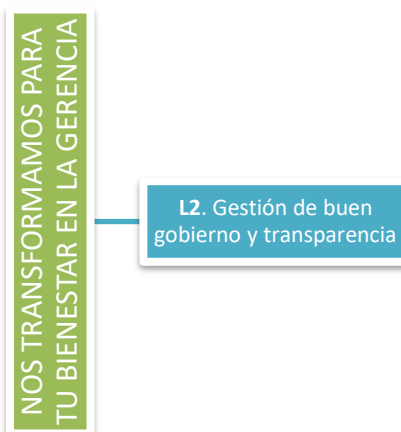 NOS TRANSFORMAMOS PARA
TU BIENESTAR EN LA GERENCIA
L2. Gestión de buen
gobierno y transparencia